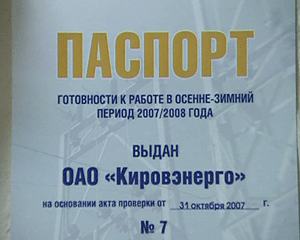 ПАСПОРТ
ГОТОВНОСТИ К РАБОТЕ В ОСЕННЕ-ЗИМНИЙ
ПЕРИОД 2007/2008 ГОДА
ВЫДАН
ОАО «Кировэнерго»
на основании акта проверки от 31 октября 2007 г.
№ 7